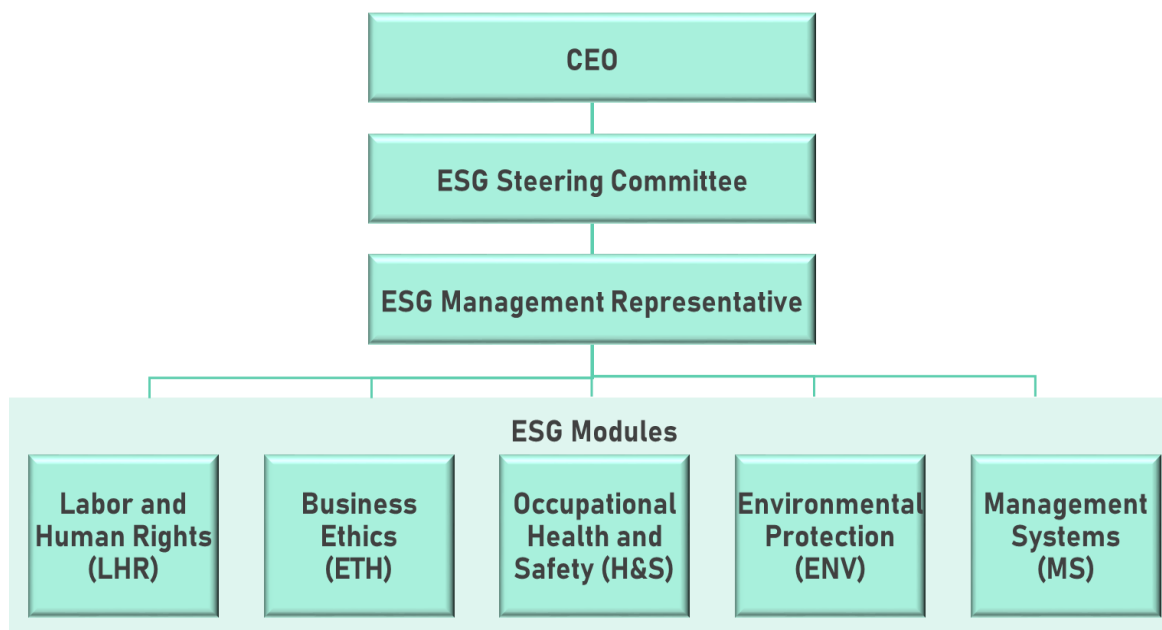 CEO
ESG Steering Committee
ESG Management Representative
ESG Modules
Labor and
Human Rights
(LHR)
Business
Ethics
(ETH)
Occupational
Health and
Safety (H&S)
Environmental
Protection
(ENV)
Management
Systems
(MS)